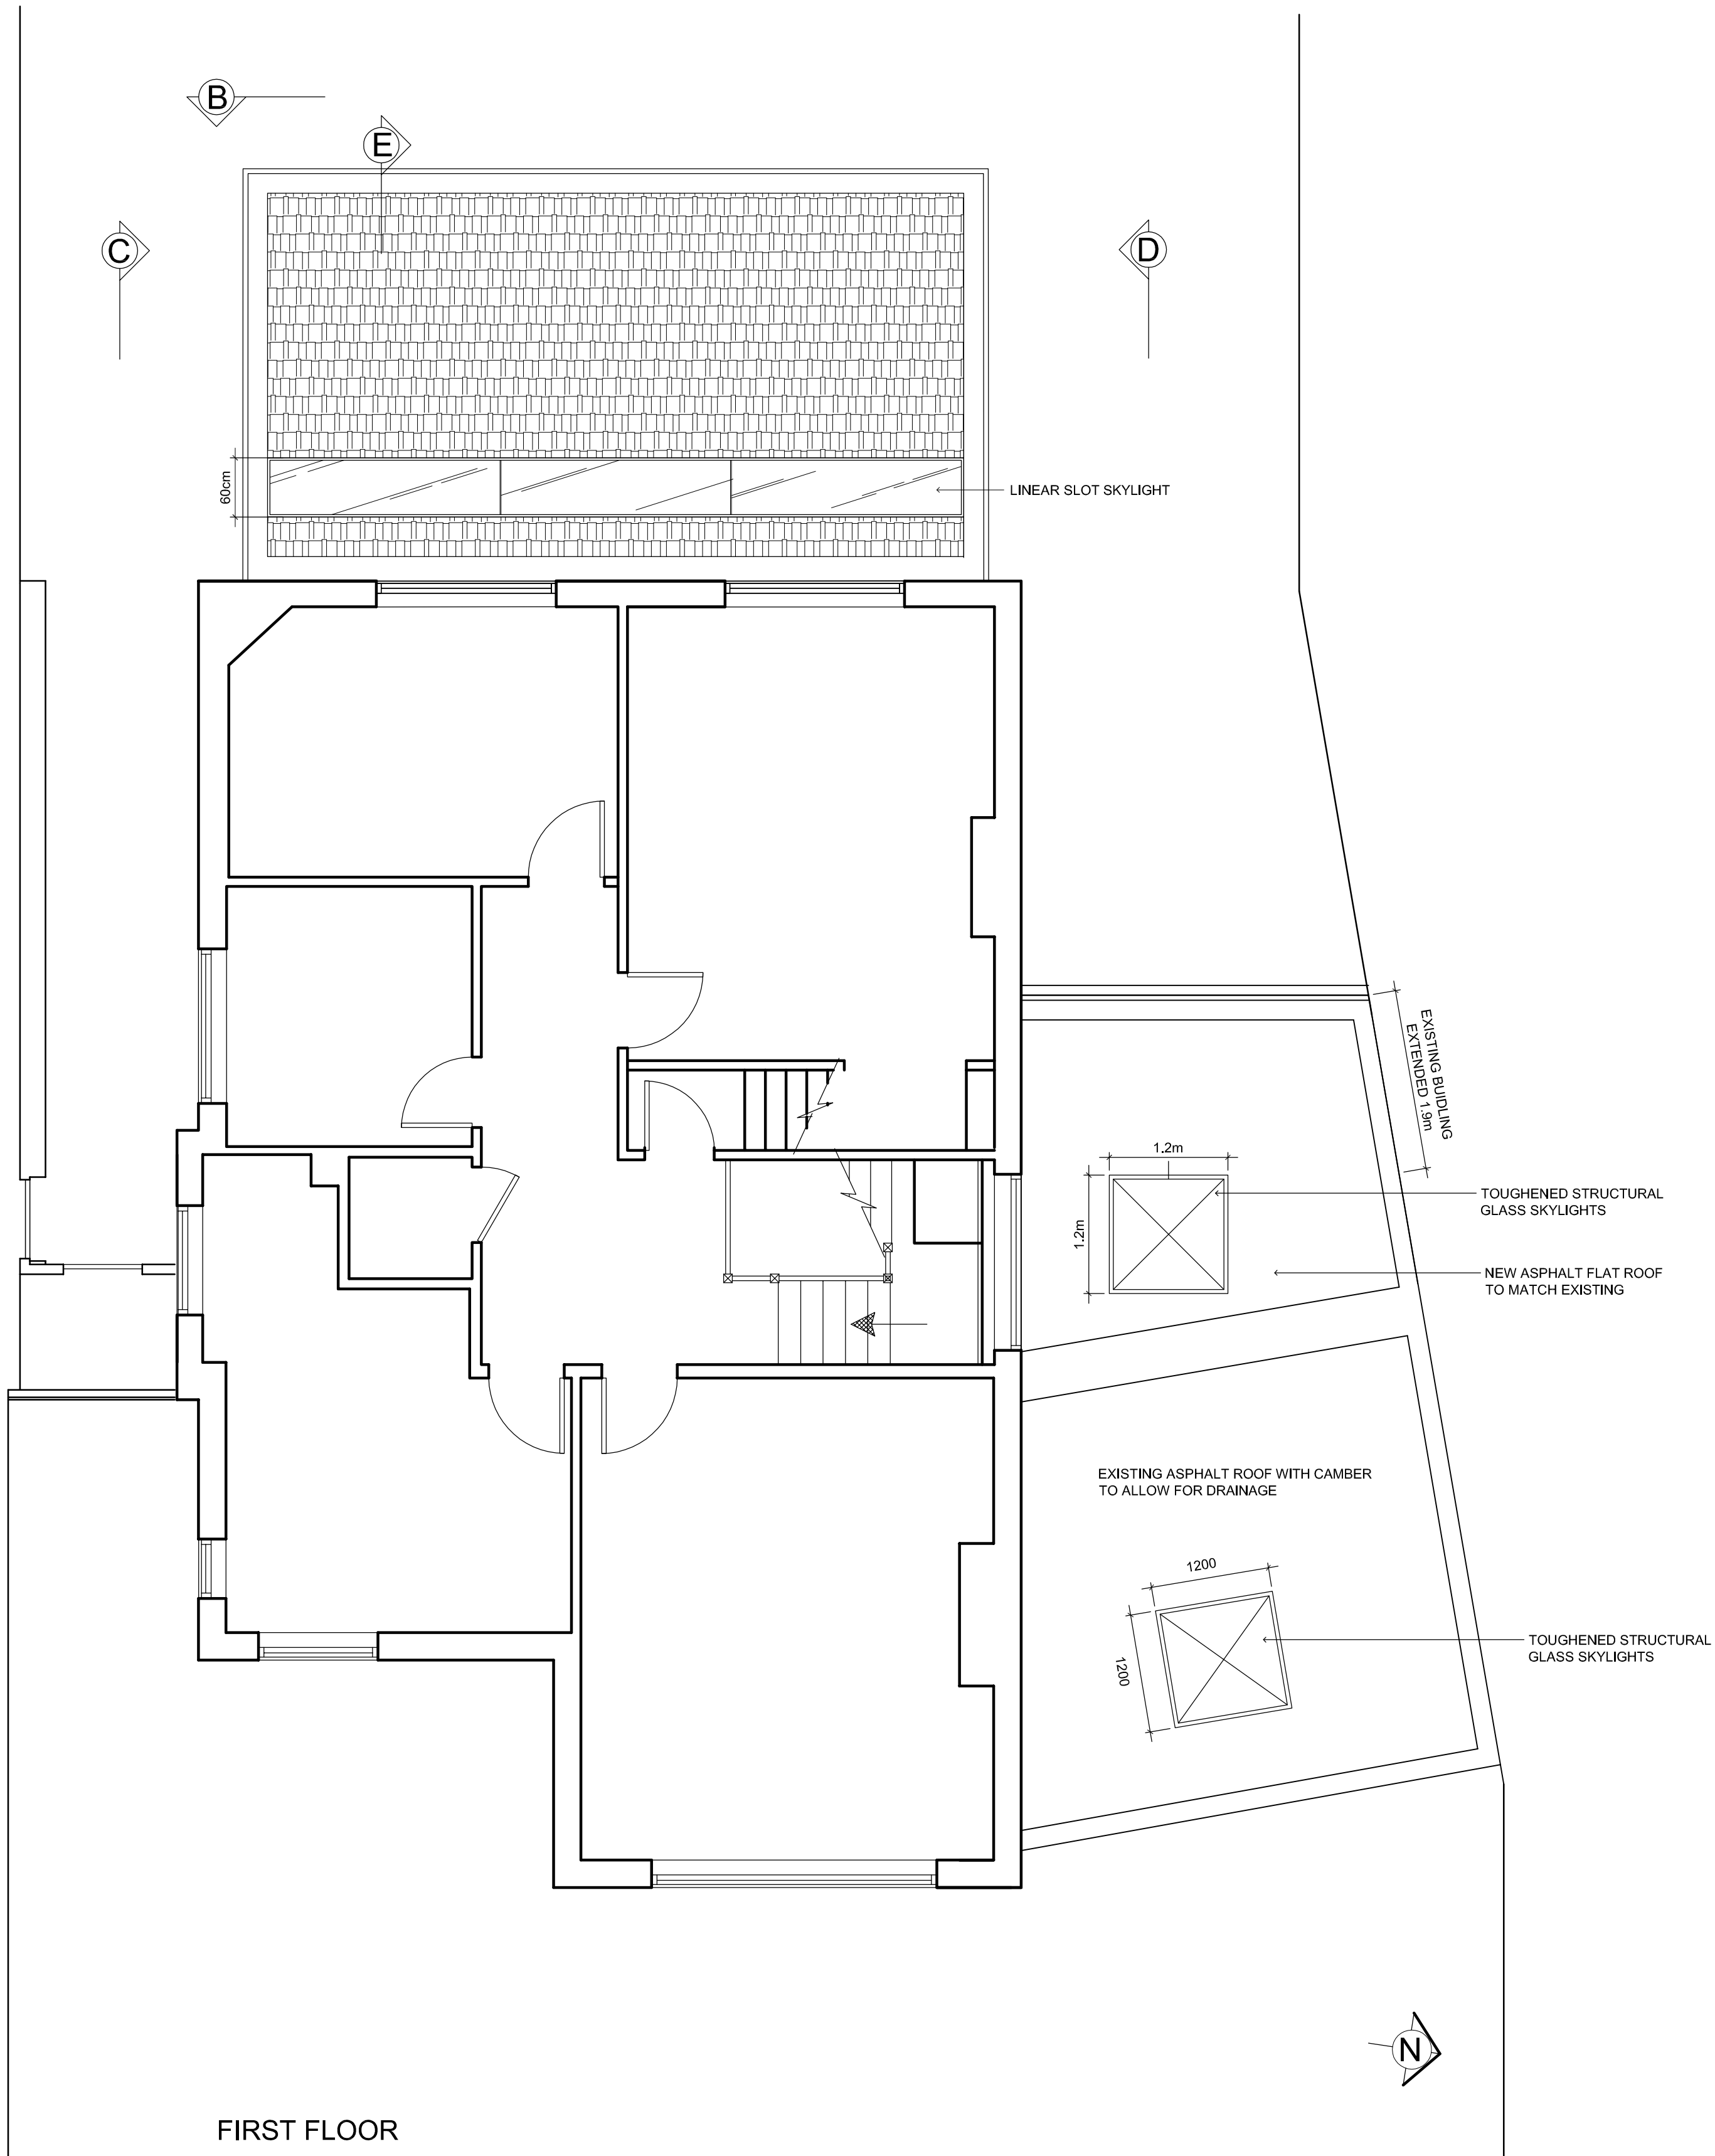 B
E
C
D
60cm
LINEAR SLOT SKYLIGHT
EXISTING BUIDLING
EXTENDED 1.9m
1.2m
1.2m
TOUGHENED STRUCTURAL
GLASS SKYLIGHTS
NEW ASPHALT FLAT ROOF
TO MATCH EXISTING
EXISTING ASPHALT ROOF WITH CAMBER
TO ALLOW FOR DRAINAGE
1200
1200
TOUGHENED STRUCTURAL
GLASS SKYLIGHTS
N
FIRST FLOOR